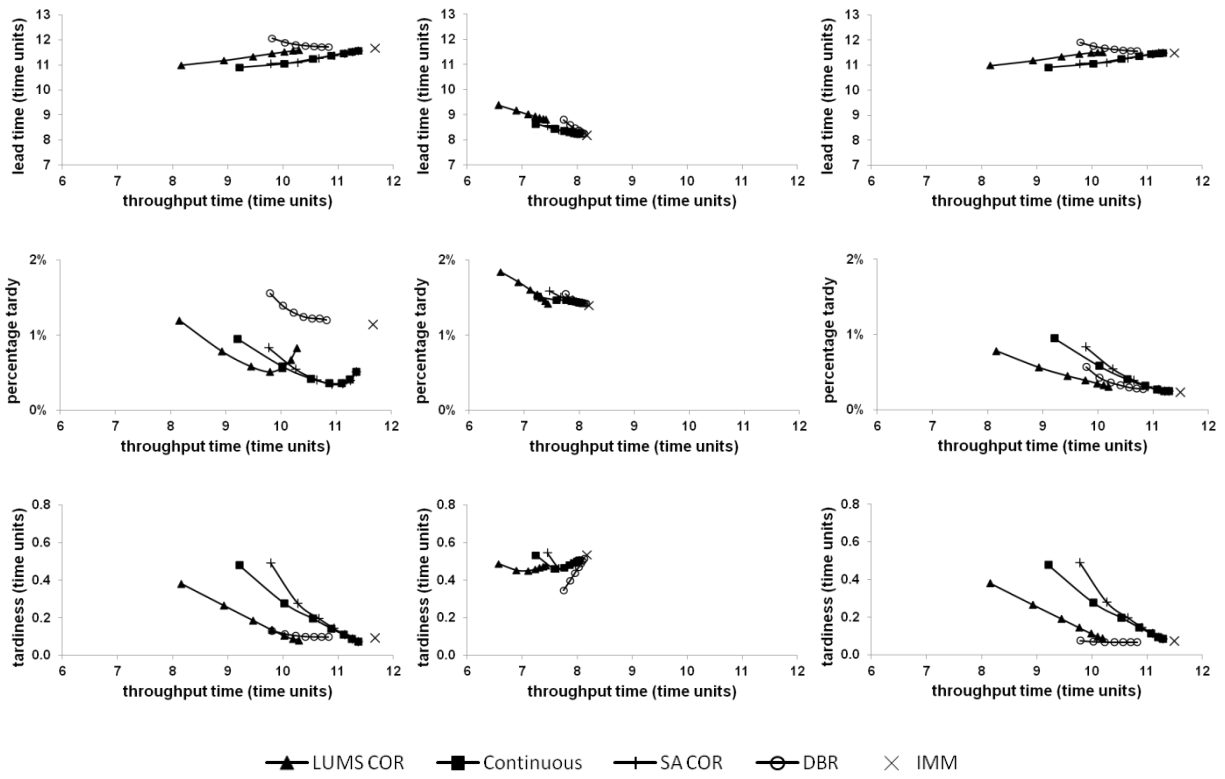 lead time (time units)
13
12
11
10
9
8
7
6 7 8 9 10 11 12
throughput time (time units)
lead time (time units)
13
12
11
10
9
8
7
6 7 8 9 10 11 12
throughput time (time units)
lead time (time units)
13
12
11
10
9
8
7
6 7 8 9 10 11 12
throughput time (time units)
percentage tardy
2%
1%
0%
6 7 8 9 10 11 12
throughput time (time units)
percentage tardy
2%
1%
0%
6 7 8 9 10 11 12
throughput time (time units)
percentage tardy
2%
1%
0%
6 7 8 9 10 11 12
throughput time (time units)
tardiness (time units)
0.8
0.6
0.4
0.2
0.0
6 7 8 9 10 11 12
throughput time (time units)
tardiness (time units)
0.8
0.6
0.4
0.2
0.0
6 7 8 9 10 11 12
throughput time (time units)
tardiness (time units)
0.8
0.6
0.4
0.2
0.0
6 7 8 9 10 11 12
throughput time (time units)
LUMS COR Continuous SA COR DBR IMM